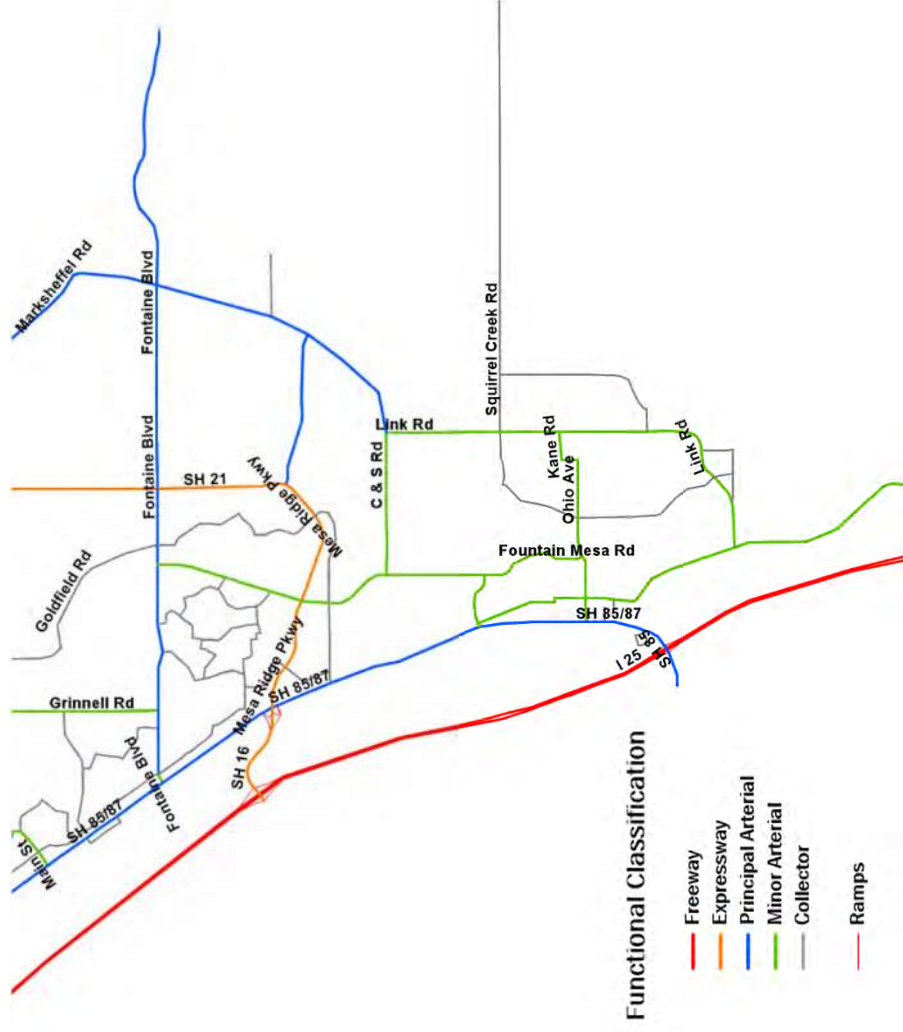 Marksheffel Rd
Fontaine Blvd
Fontaine Blvd
SH 21
Goldfield Rd
Mesa Ridge Pkwy
Grinnell Rd
Mesa Ridge Pkwy
SH 85/87
SH 16
Fontaine Blvd
SH 85/87
Main St
Squirrel Creek Rd
Link Rd
C & S Rd
Kane Rd
Ohio Ave
Link Rd
Fountain Mesa Rd
SH 85/87
SH 85
I 25
Functional Classification
Freeway
Expressway
Principal Arterial
Minor Arterial
Collector
Ramps